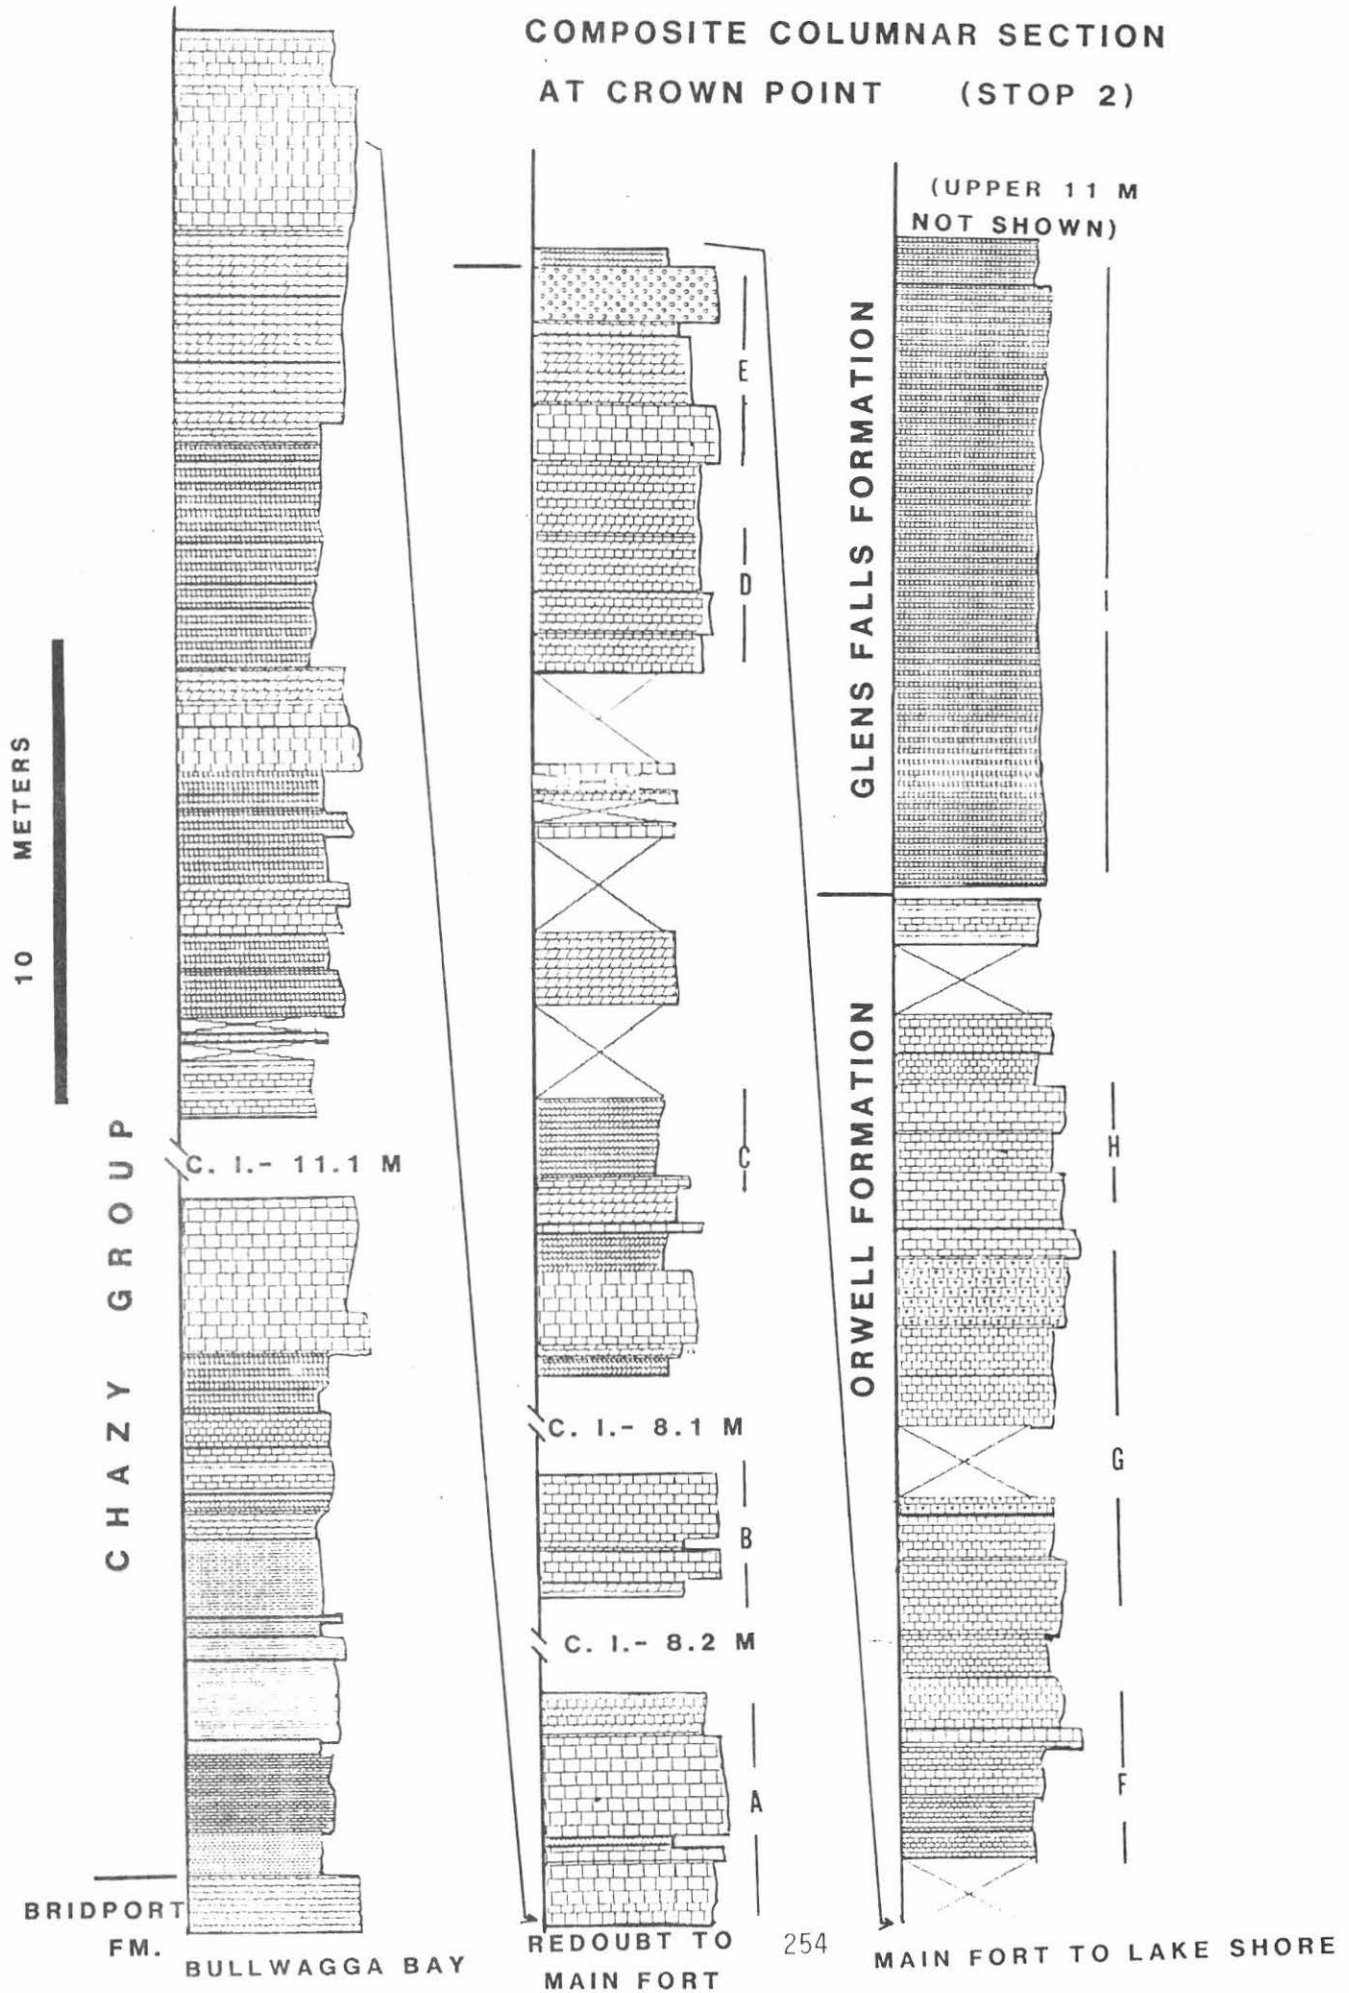 COMPOSITE COLUMNAR SECTION
AT CROWN POINT (STOP 2)
(UPPER 11 M
NOT SHOWN)
10 METERS
CHAZY GROUP
C. I.- 11.1 M
BRIDPORT
FM.
BULLWAGGA BAY
E
D
C
C. I.- 8.1 M
B
C. I.- 8.2 M
A
REDOUBT TO
MAIN FORT
GLENS FALLS FORMATION
I
ORWELL FORMATION
H
G
F
254
MAIN FORT TO LAKE SHORE